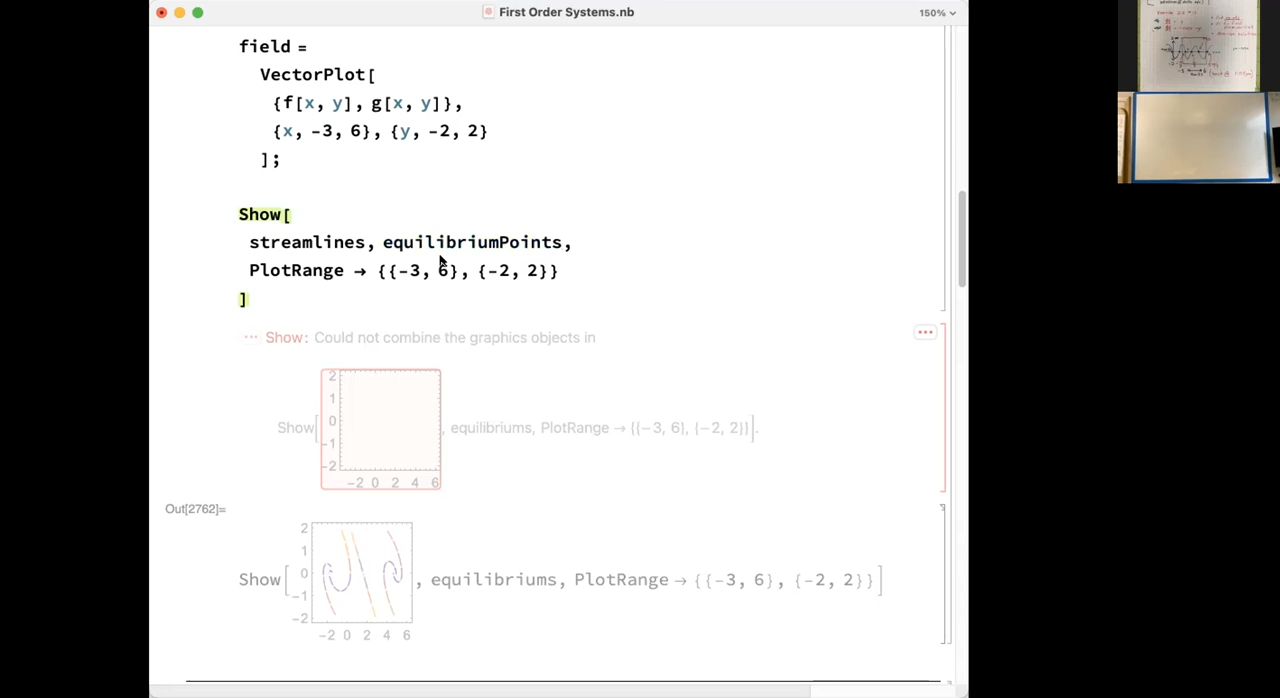 First Order Systems.nb
150%
field =
VectorPlot[
{f[x, y], g[x, y]},
{x, -3, 6}, {y, -2, 2}
];
Show[
streamlines, equilibriumPoints,
PlotRange → {{-3, 6}, {-2, 2}}
]
··· Show: Could not combine the graphics objects in
2
1
0
-1
-2
-2 0 2 4 6
Show[ , equilibriums, PlotRange → {{-3, 6}, {-2, 2}}].
Out[2762]=
2
1
0
-1
-2
-2 0 2 4 6
Show[ , equilibriums, PlotRange → {{-3, 6}, {-2, 2}}]